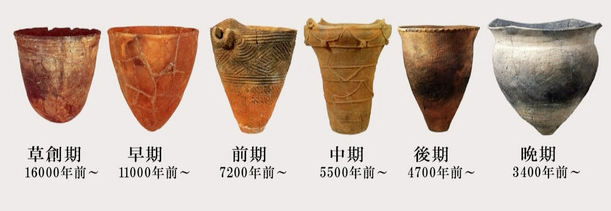 草創期 早期 前期 中期 後期 晩期
16000年前〜 11000年前〜 7200年前〜 5500年前〜 4700年前〜 3400年前〜